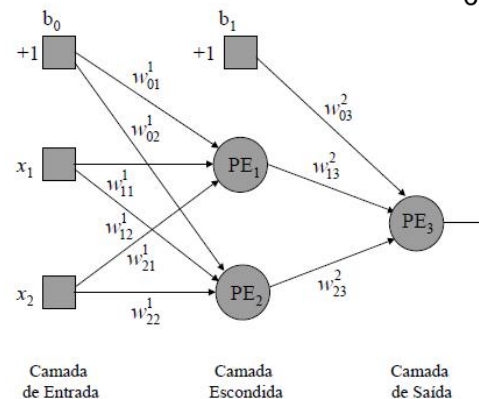 b₀
b₁
+1
+1
w¹₀₁
w¹₀₂
w²₀₃
x₁
PE₁
w¹₁₁
w²₁₃
w¹₁₂
PE₃
w¹₂₁
x₂
PE₂
w²₂₃
w¹₂₂
Camada
de Entrada
Camada
Escondida
Camada
de Saída